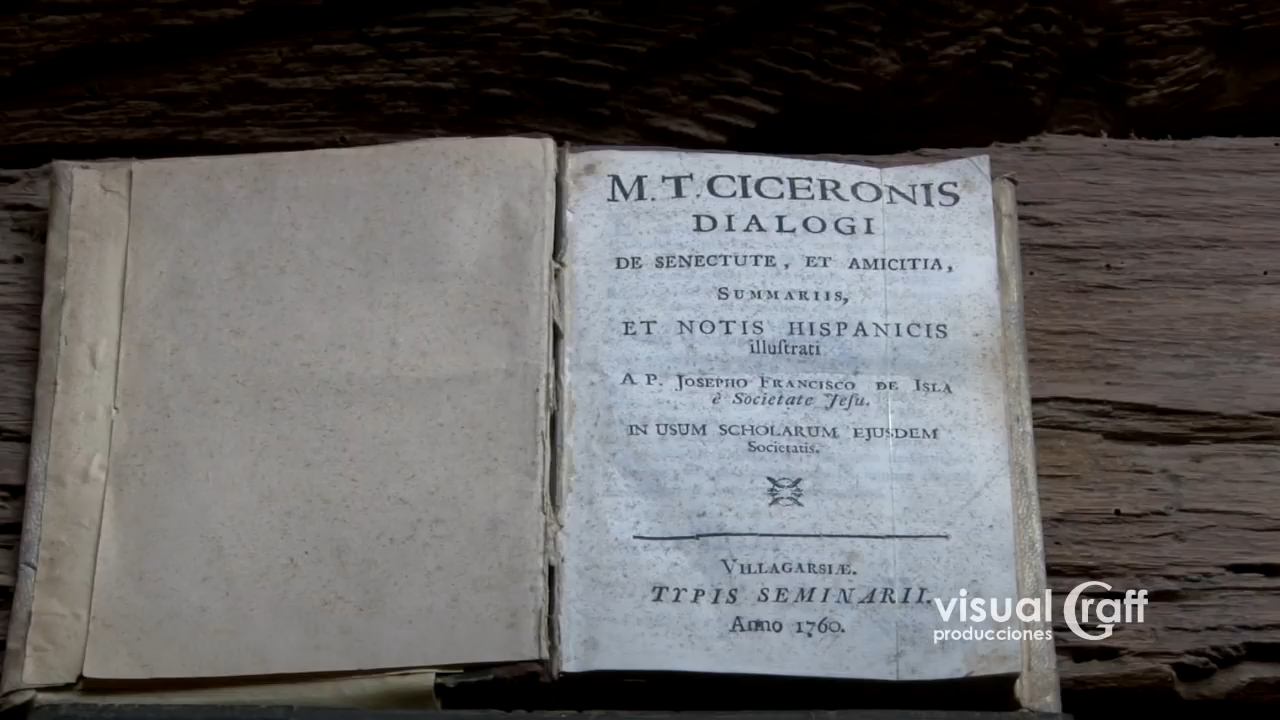 M. T. CICERONIS
DIALOGI
DE SENECTUTE, ET AMICITIA,
SUMMARIIS,
ET NOTIS HISPANICIS
illuſtrati
A P. JOSEPHO FRANCISCO DE ISLA
è Societate Jeſu.
IN USUM SCHOLARUM EJUSDEM
Societatis.
VILLAGARSIÆ.
TYPIS SEMINARII.
Anno 1760.
visual Graff
producciones